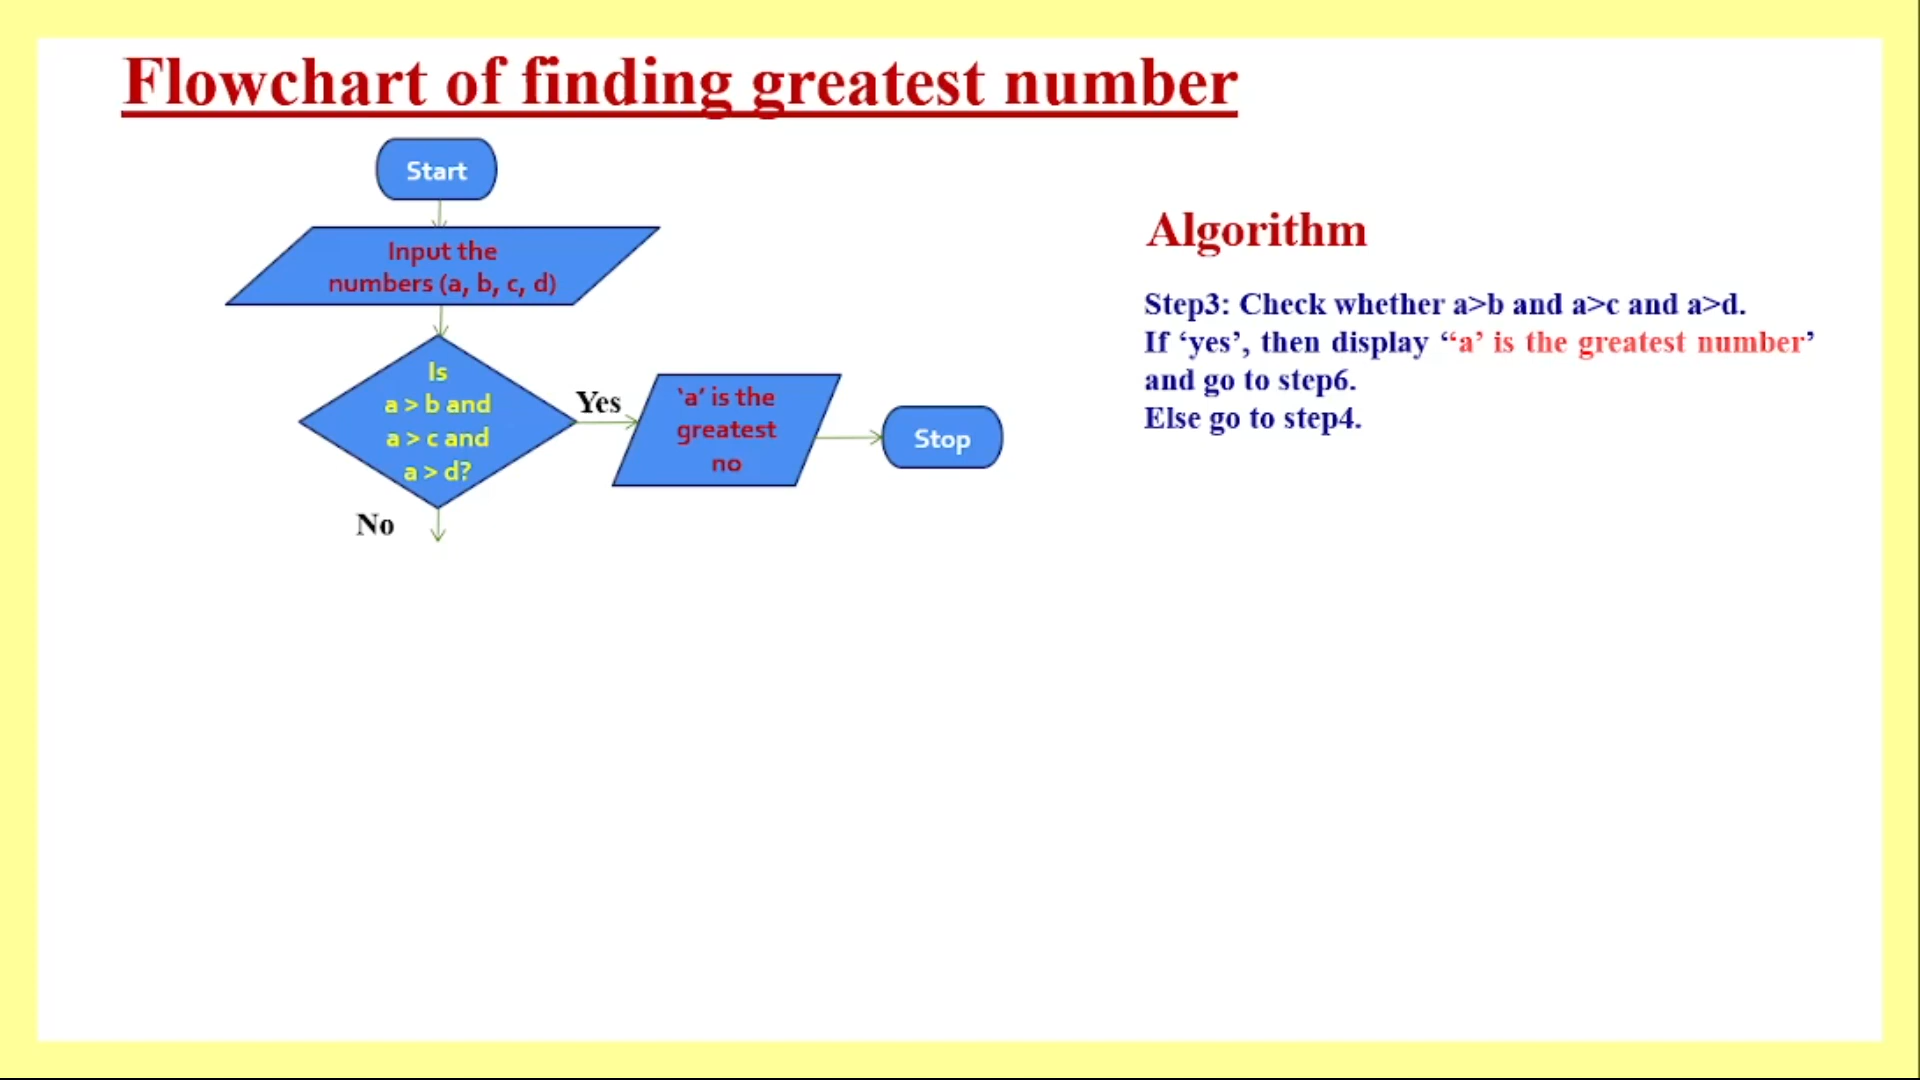 Flowchart of finding greatest number
Start
Input the
numbers (a, b, c, d)
Is
a > b and
a > c and
a > d?
Yes
‘a’ is the
greatest
no
Stop
No
Algorithm
Step3: Check whether a>b and a>c and a>d.
If ‘yes’, then display ‘‘a’ is the greatest number’
and go to step6.
Else go to step4.